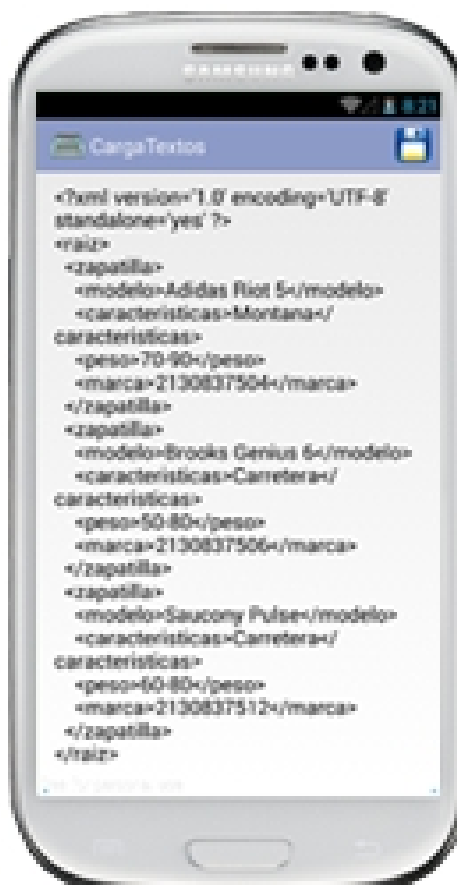 8:21
CargaTextos
<?xml version='1.0' encoding='UTF-8'
standalone='yes' ?>
<raiz>
<zapatilla>
<modelo>Adidas Riot 5</modelo>
<caracteristicas>Montana</
caracteristicas>
<peso>70-90</peso>
<marca>2130837504</marca>
</zapatilla>
<zapatilla>
<modelo>Brooks Genius 6</modelo>
<caracteristicas>Carretera</
caracteristicas>
<peso>50-80</peso>
<marca>2130837506</marca>
</zapatilla>
<zapatilla>
<modelo>Saucony Pulse</modelo>
<caracteristicas>Carretera</
caracteristicas>
<peso>60-80</peso>
<marca>2130837512</marca>
</zapatilla>
</raiz>